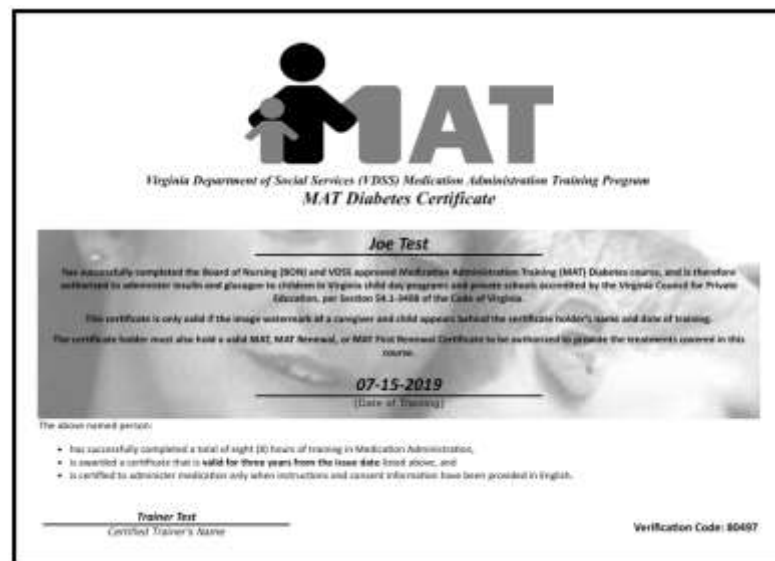 MAT
Virginia Department of Social Services (VDSS) Medication Administration Training Program
MAT Diabetes Certificate
Joe Test
has successfully completed the Board of Nursing (BON) and VDSS approved Medication Administration Training (MAT) Diabetes course, and is therefore
authorized to administer insulin and glucagon to children in Virginia child day programs and private schools accredited by the Virginia Council for Private
Education, per Section 54.1-3408 of the Code of Virginia.
This certificate is only valid if the image watermark of a caregiver and child appears behind the certificate holder's name and date of training.
The certificate holder must also hold a valid MAT, MAT Renewal, or MAT First Renewal Certificate to be authorized to provide the treatments covered in this
course.
07-15-2019
(Date of Training)
The above named person:
• has successfully completed a total of eight (8) hours of training in Medication Administration,
• is awarded a certificate that is valid for three years from the issue date listed above, and
• is certified to administer medication only when instructions and consent information have been provided in English.
Trainer Test
Certified Trainer's Name
Verification Code: 80497